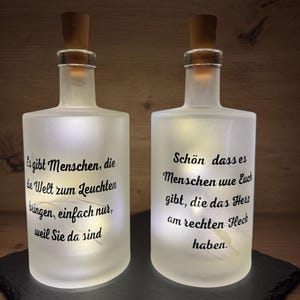 Es gibt Menschen, die
die Welt zum Leuchten
bringen, einfach nur,
weil Sie da sind
Schön dass es
Menschen wie Euch
gibt, die das Herz
am rechten Fleck
haben.